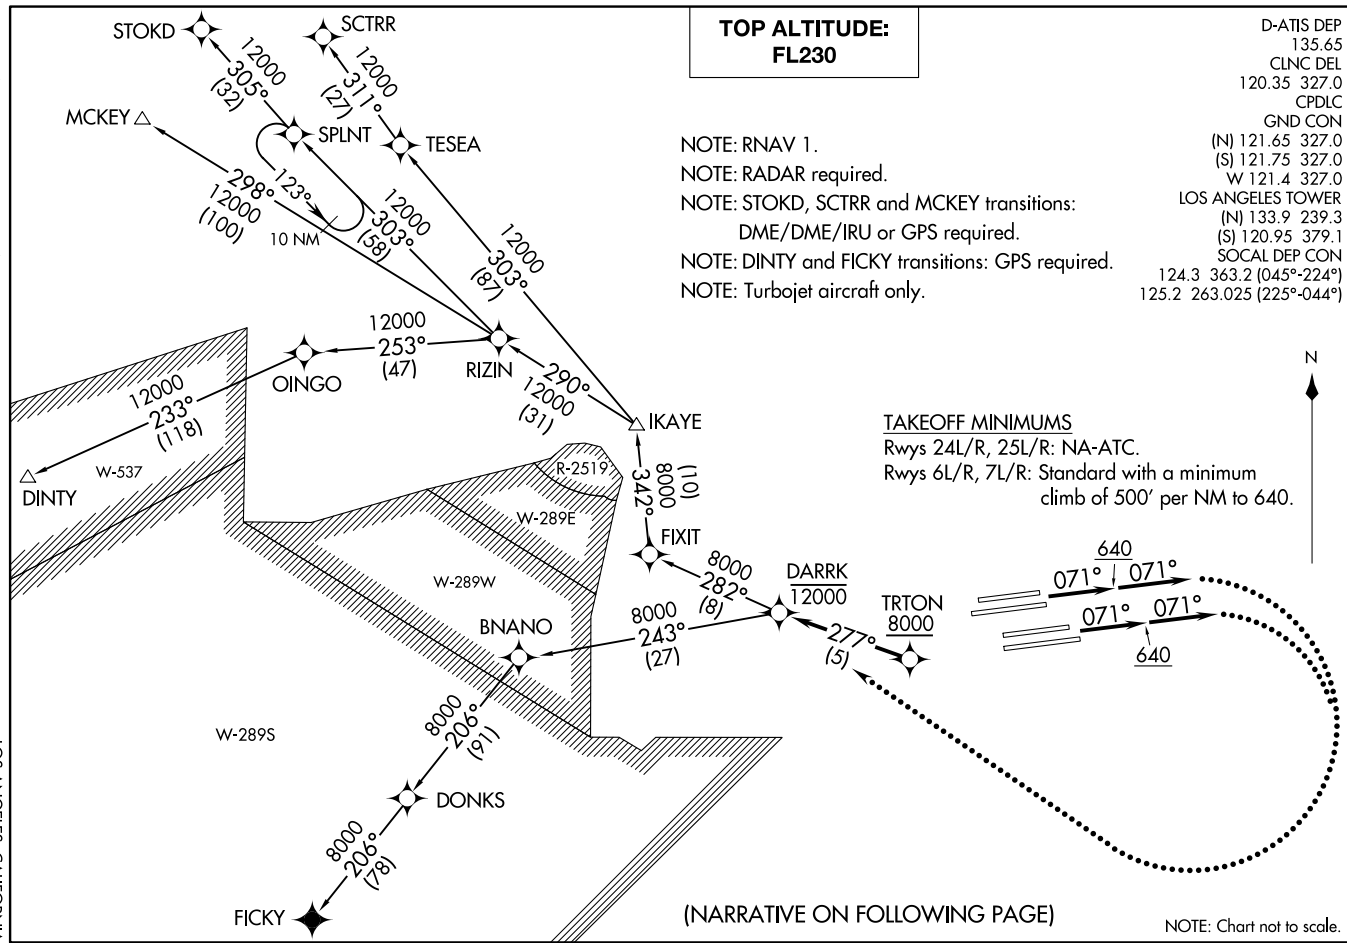 TOP ALTITUDE:
FL230
D-ATIS DEP
135.65
CLNC DEL
120.35 327.0
CPDLC
GND CON
(N) 121.65 327.0
(S) 121.75 327.0
W 121.4 327.0
LOS ANGELES TOWER
(N) 133.9 239.3
(S) 120.95 379.1
SOCAL DEP CON
124.3 363.2 (045°-224°)
125.2 263.025 (225°-044°)
NOTE: RNAV 1.
NOTE: RADAR required.
NOTE: STOKD, SCTRR and MCKEY transitions:
DME/DME/IRU or GPS required.
NOTE: DINTY and FICKY transitions: GPS required.
NOTE: Turbojet aircraft only.
STOKD
SCTRR
12000
305°
(32)
12000
311°
(27)
MCKEY
SPLNT
TESEA
298°
12000
(100)
123°
10 NM
12000
303°
(58)
12000
303°
(87)
12000
253°
(47)
OINGO
RIZIN
290°
12000
(31)
IKAYE
12000
233°
(118)
W-537
DINTY
R-2519
W-289E
W-289W
342°
8000
(10)
FIXIT
8000
282°
(8)
DARRK
12000
TRTON
8000
277°
(5)
8000
243°
(27)
BNANO
8000
206°
(91)
W-289S
DONKS
8000
206°
(78)
FICKY
N
TAKEOFF MINIMUMS
Rwys 24L/R, 25L/R: NA-ATC.
Rwys 6L/R, 7L/R: Standard with a minimum
climb of 500' per NM to 640.
640
071° 071°
071° 071°
640
(NARRATIVE ON FOLLOWING PAGE)
NOTE: Chart not to scale.